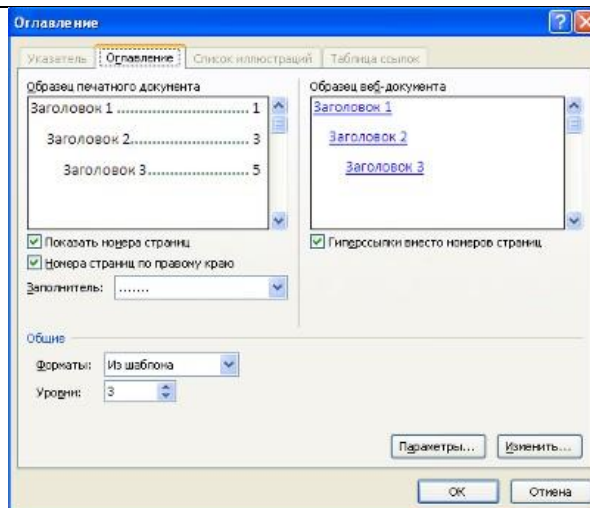 Оглавление
Указатель Оглавление Список иллюстраций Таблица ссылок
Образец печатного документа
Заголовок 1 ........................ 1
Заголовок 2..................... 3
Заголовок 3.................. 5
Образец веб-документа
Заголовок 1
Заголовок 2
Заголовок 3
Показать номера страниц
Номера страниц по правому краю
Заполнитель: .......
Гиперссылки вместо номеров страниц
Общие
Форматы: Из шаблона
Уровни: 3
Параметры... Изменить...
ОК Отмена